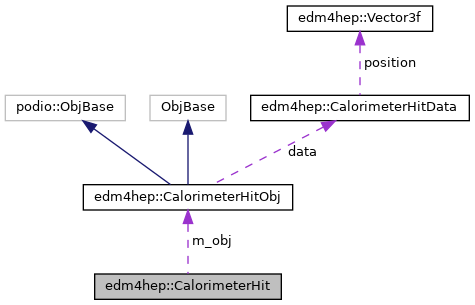 edm4hep::Vector3f
position
podio::ObjBase
ObjBase
edm4hep::CalorimeterHitData
data
edm4hep::CalorimeterHitObj
m_obj
edm4hep::CalorimeterHit